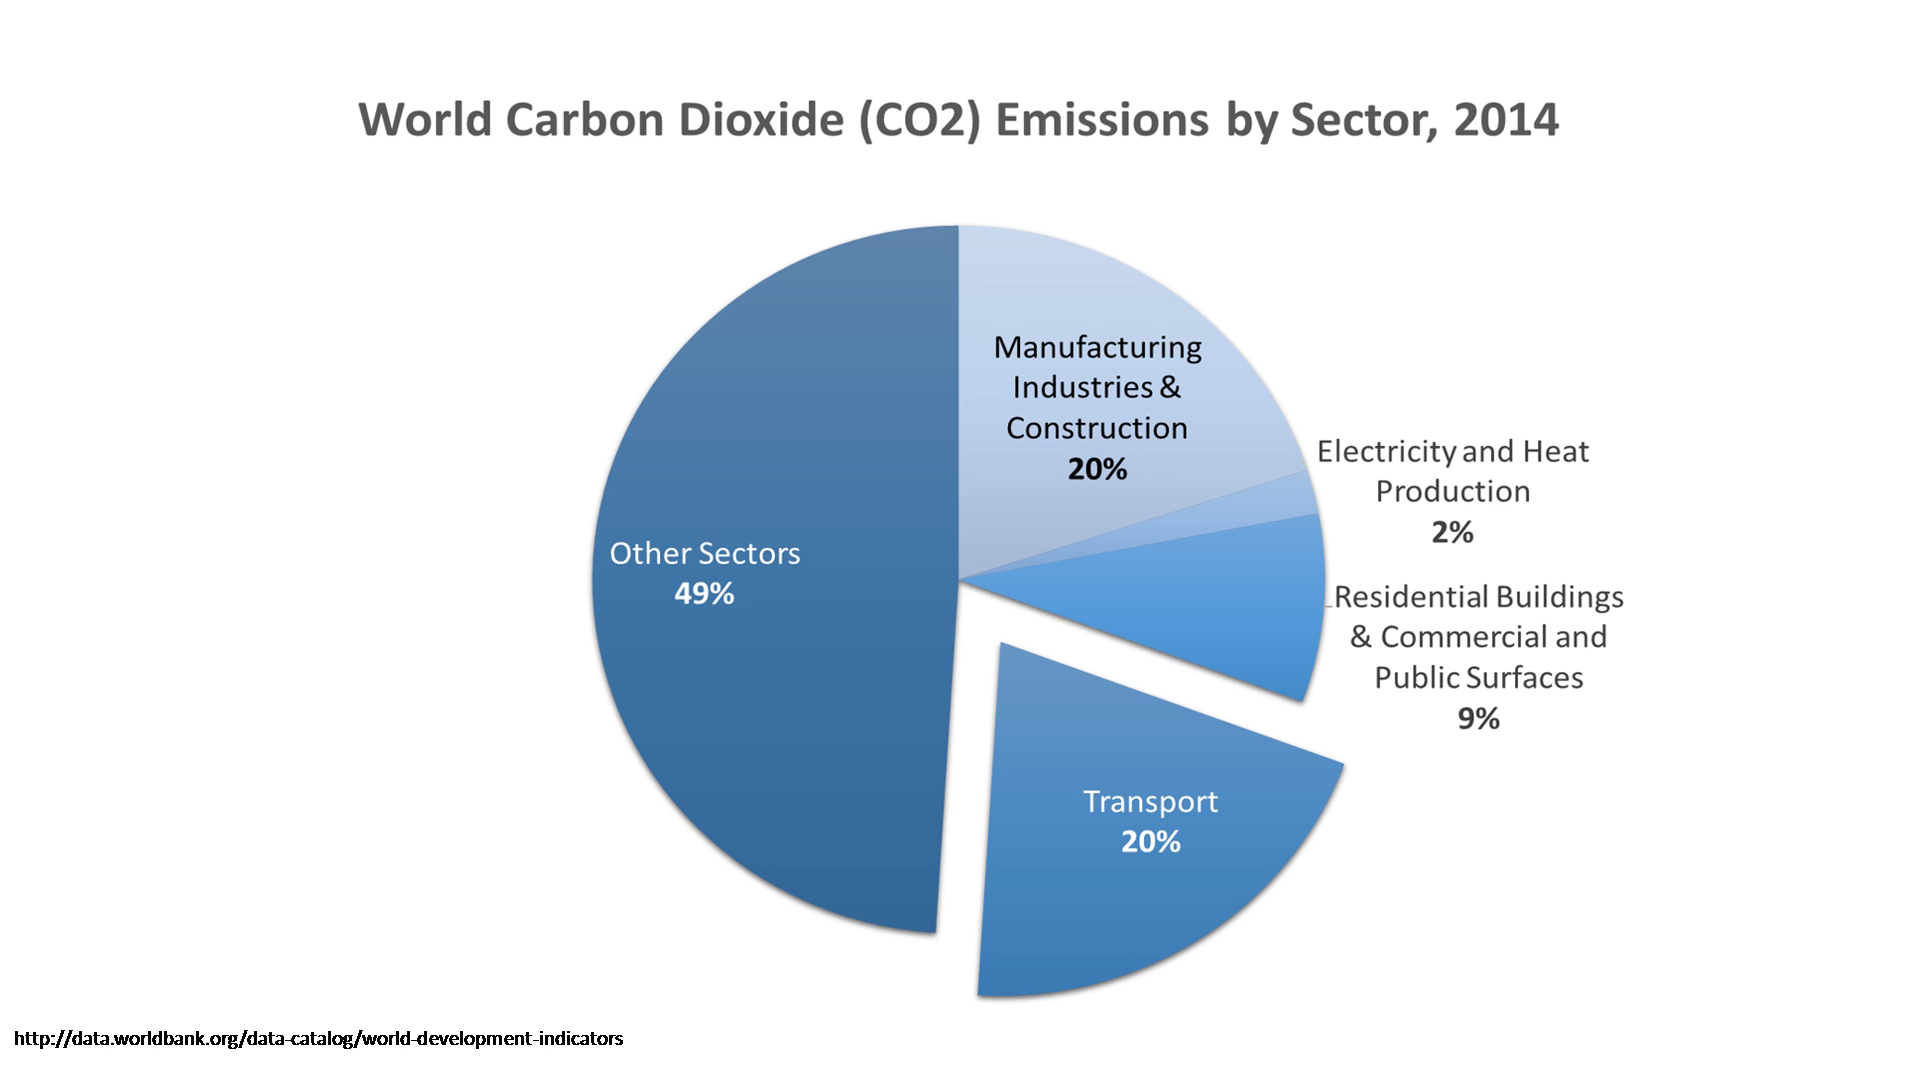 World Carbon Dioxide (CO2) Emissions by Sector, 2014
Manufacturing
Industries &
Construction
20%
Electricity and Heat
Production
2%
Residential Buildings
& Commercial and
Public Surfaces
9%
Transport
20%
Other Sectors
49%
http://data.worldbank.org/data-catalog/world-development-indicators